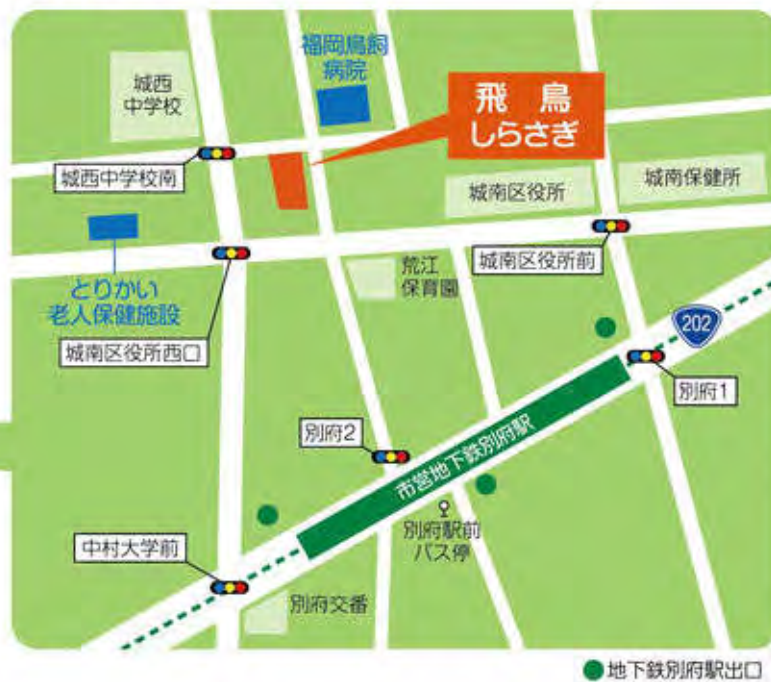 福岡鳥飼
病院
城西
中学校
飛鳥
しらさぎ
城西中学校南
城南区役所
城南保健所
とりかい
老人保健施設
荒江
保育園
城南区役所前
城南区役所西口
202
別府1
別府2
市営地下鉄別府駅
別府駅前
バス停
中村大学前
別府交番
地下鉄別府駅出口